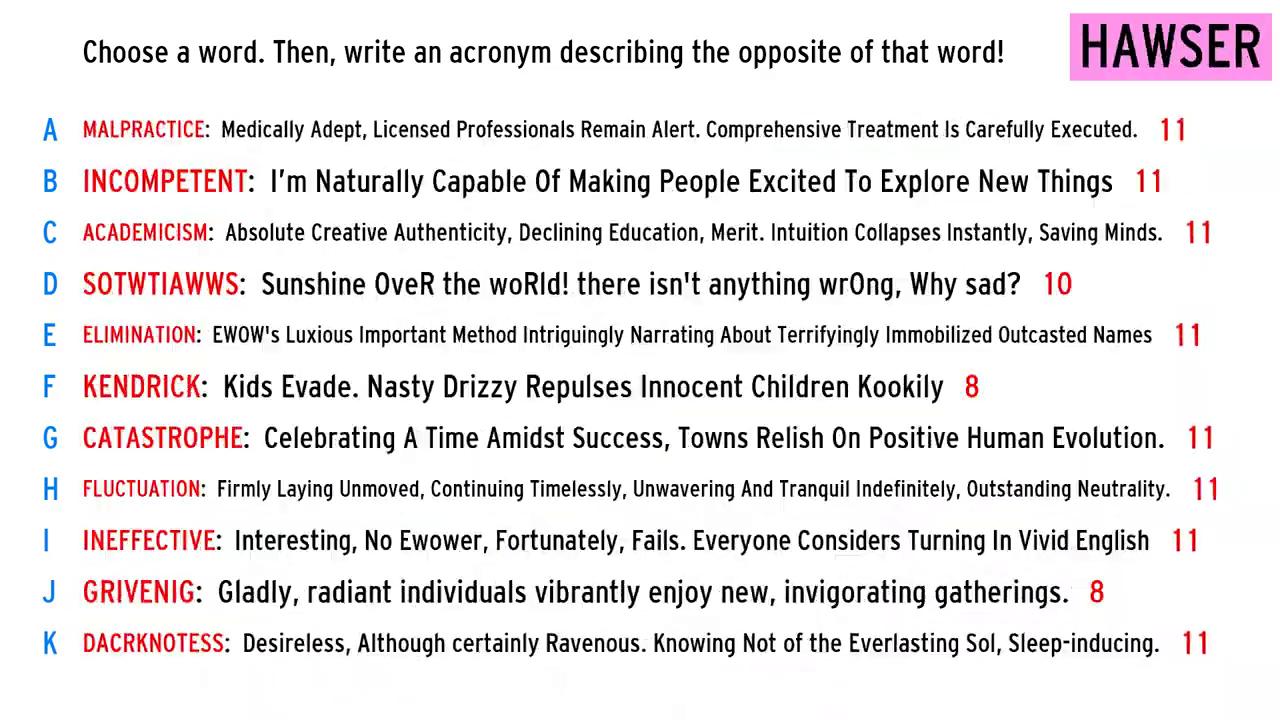 Choose a word. Then, write an acronym describing the opposite of that word!
HAWSER
A MALPRACTICE: Medically Adept, Licensed Professionals Remain Alert. Comprehensive Treatment Is Carefully Executed. 11
B INCOMPETENT: I'm Naturally Capable Of Making People Excited To Explore New Things 11
C ACADEMICISM: Absolute Creative Authenticity, Declining Education, Merit. Intuition Collapses Instantly, Saving Minds. 11
D SOTWTIAWWS: Sunshine OveR the woRld! there isn't anything wrOng, Why sad? 10
E ELIMINATION: EWOW's Luxious Important Method Intriguingly Narrating About Terrifyingly Immobilized Outcasted Names 11
F KENDRICK: Kids Evade. Nasty Drizzy Repulses Innocent Children Kookily 8
G CATASTROPHE: Celebrating A Time Amidst Success, Towns Relish On Positive Human Evolution. 11
H FLUCTUATION: Firmly Laying Unmoved, Continuing Timelessly, Unwavering And Tranquil Indefinitely, Outstanding Neutrality. 11
I INEFFECTIVE: Interesting, No Ewower, Fortunately, Fails. Everyone Considers Turning In Vivid English 11
J GRIVENIG: Gladly, radiant individuals vibrantly enjoy new, invigorating gatherings. 8
K DACRKNOTESS: Desireless, Although certainly Ravenous. Knowing Not of the Everlasting Sol, Sleep-inducing. 11